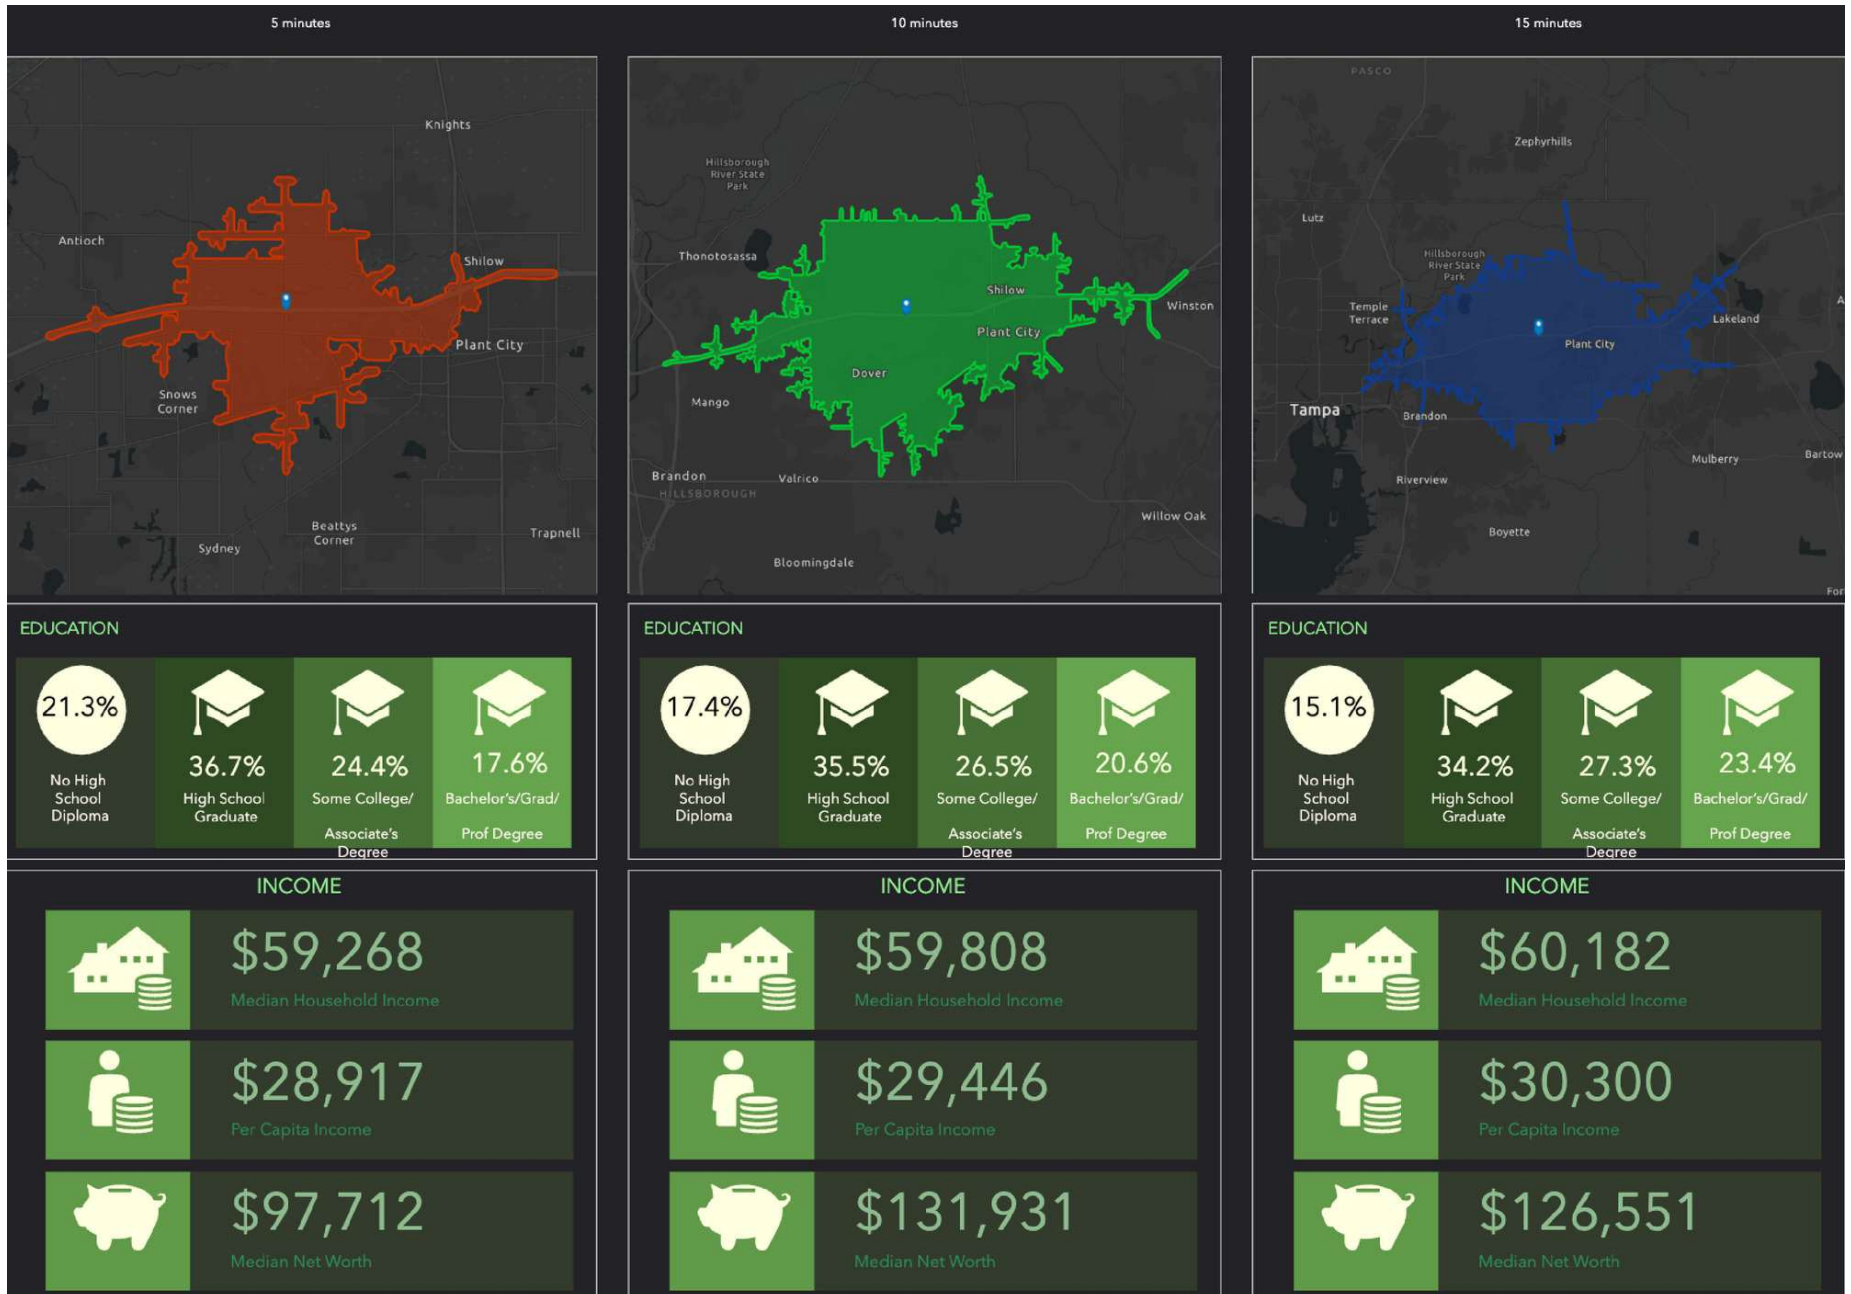 5 minutes
10 minutes
15 minutes
Knights
Antioch
Shilow
Plant City
Snows
Corner
Beattys
Corner
Sydney
Trapnell
Hillsborough
River State
Park
Thonotosassa
Shilow
Winston
Plant City
Dover
Mango
Brandon
HILLSBOROUGH
Valrico
Willow Oak
Bloomingdale
PASCO
Zephyrhills
Lutz
Hillsborough
River State
Park
Temple
Terrace
A
Lakeland
Plant City
Tampa
Brandon
Mulberry
Bartow
Riverview
Boyette
For
EDUCATION
21.3%
No High
School
Diploma
36.7%
High School
Graduate
24.4%
Some College/
Associate's
Degree
17.6%
Bachelor's/Grad/
Prof Degree
EDUCATION
17.4%
No High
School
Diploma
35.5%
High School
Graduate
26.5%
Some College/
Associate's
Degree
20.6%
Bachelor's/Grad/
Prof Degree
EDUCATION
15.1%
No High
School
Diploma
34.2%
High School
Graduate
27.3%
Some College/
Associate's
Degree
23.4%
Bachelor's/Grad/
Prof Degree
INCOME
$59,268
Median Household Income
$28,917
Per Capita Income
$97,712
Median Net Worth
INCOME
$59,808
Median Household Income
$29,446
Per Capita Income
$131,931
Median Net Worth
INCOME
$60,182
Median Household Income
$30,300
Per Capita Income
$126,551
Median Net Worth